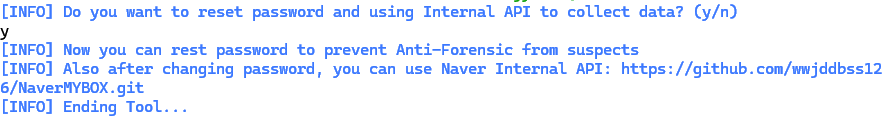 [INFO] Do you want to reset password and using Internal API to collect data? (y/n)
y
[INFO] Now you can rest password to prevent Anti-Forensic from suspects
[INFO] Also after changing password, you can use Naver Internal API: https://github.com/wwjddbss12
6/NaverMYBOX.git
[INFO] Ending Tool...